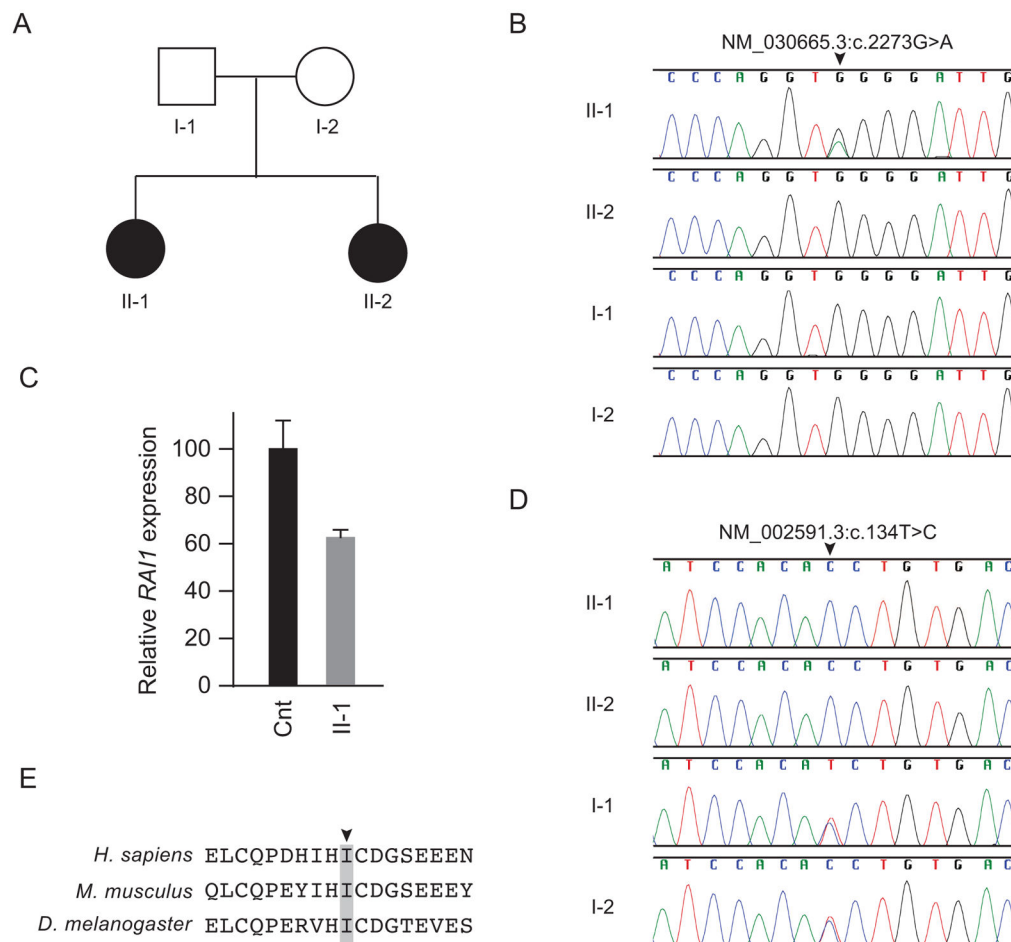 A
I-1
I-2
II-1
II-2
B
NM_030665.3:c.2273G>A
II-1
C C C A G G T G G G G A T T G
II-2
C C C A G G T G G G G A T T G
I-1
C C C A G G T G G G G A T T G
I-2
C C C A G G T G G G G A T T G
C
Relative RAI1 expression
100
80
60
40
20
0
Cnt
II-1
D
NM_002591.3:c.134T>C
II-1
A T C C A C A C C T G T G A C
II-2
A T C C A C A C C T G T G A C
I-1
A T C C A C A T C T G T G A C
I-2
A T C C A C A C C T G T G A C
E
H. sapiens ELCQPDHIHICDGSEEEN
M. musculus QLCQPEYIHICDGSEEEY
D. melanogaster ELCQPERVHICDGTEVES